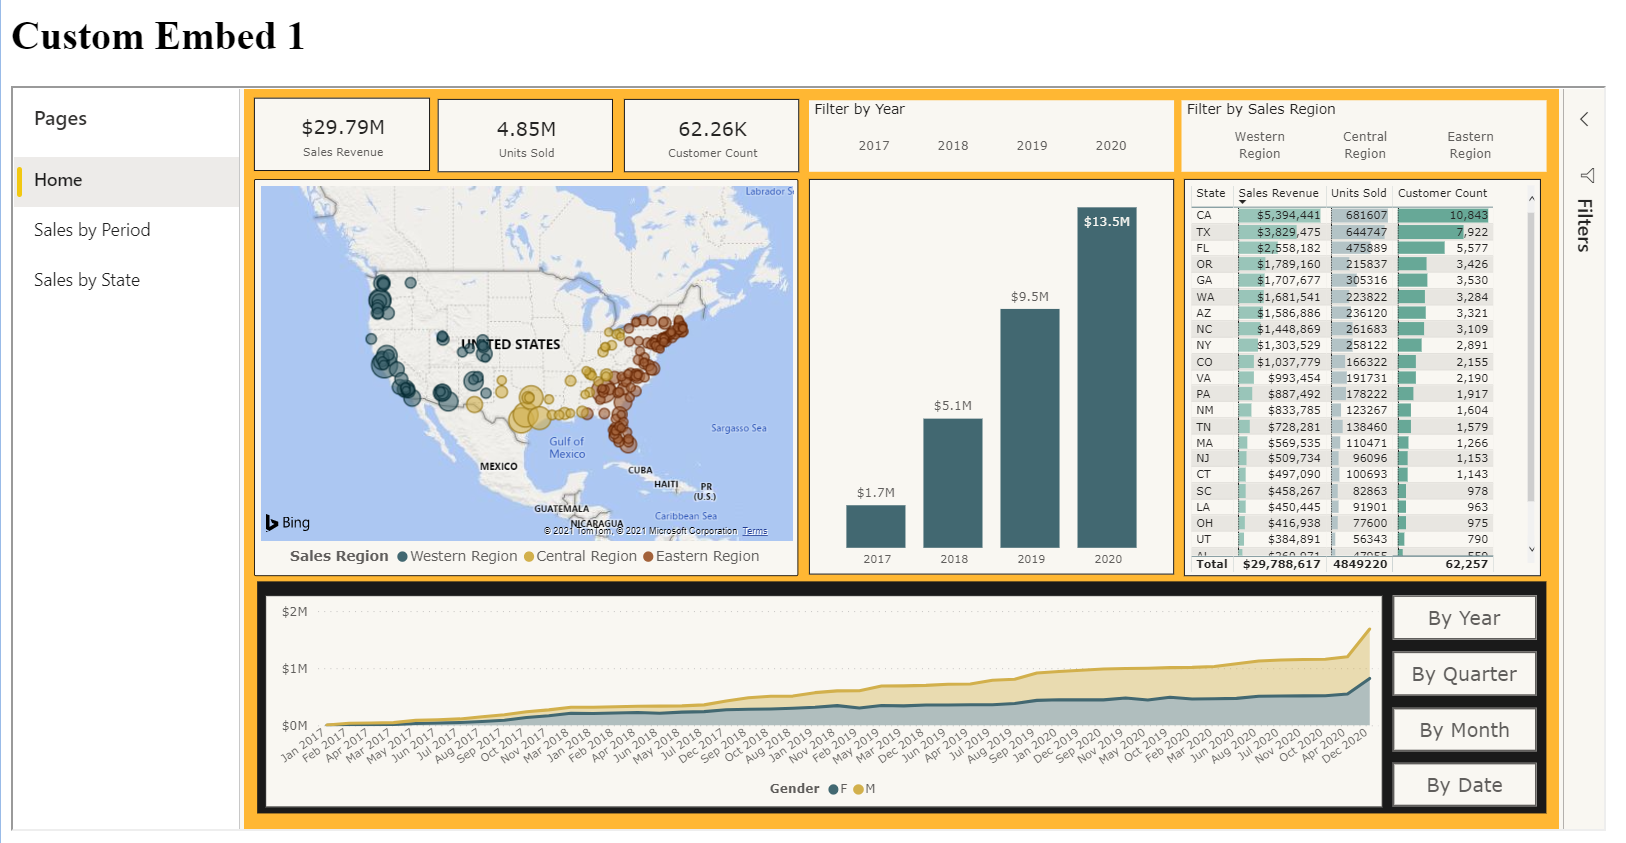 Custom Embed 1
Pages
Home
Sales by Period
Sales by State
$29.79M
Sales Revenue
4.85M
Units Sold
62.26K
Customer Count
Filter by Year
2017 2018 2019 2020
Filter by Sales Region
Western Region
Central Region
Eastern Region
Filters
Labrador S
UNITED STATES
Gulf of
Mexico
Sargasso Sea
MEXICO
CUBA
HAITI
PR
(U.S.)
GUATEMALA
Caribbean Sea
NICARAGUA
Bing
© 2021 TomTom, © 2021 Microsoft Corporation Terms
Sales Region Western Region Central Region Eastern Region
$13.5M
$9.5M
$5.1M
$1.7M
2017 2018 2019 2020
State Sales Revenue Units Sold Customer Count
CA $5,394,441 681607 10,843
TX $3,829,475 644747 7,922
FL $2,558,182 475889 5,577
OR $1,789,160 215837 3,426
GA $1,707,677 305316 3,530
WA $1,681,541 223822 3,284
AZ $1,586,886 236120 3,321
NC $1,448,869 261683 3,109
NY $1,303,529 258122 2,891
CO $1,037,779 166322 2,155
VA $993,454 191731 2,190
PA $887,492 178222 1,917
NM $833,785 123267 1,604
TN $728,281 138460 1,579
MA $569,535 110471 1,266
NJ $509,734 96096 1,153
CT $497,090 100693 1,143
SC $458,267 82863 978
LA $450,445 91901 963
OH $416,938 77600 975
UT $384,891 56343 790
Total $29,788,617 4849220 62,257
$2M
$1M
$0M
Jan 2017 Feb 2017 Apr 2017 Mar 2017 May 2017 Jun 2017 Jul 2017 Aug 2017 Sep 2017 Oct 2017 Nov 2017 Mar 2018 Jan 2018 Feb 2018 Apr 2018 Jun 2018 May 2018 Jul 2018 Dec 2017 Sep 2018 Oct 2018 Aug 2018 Jan 2019 Nov 2018 Feb 2019 May 2019 Mar 2019 Dec 2018 Jun 2019 Apr 2019 Jul 2019 Aug 2019 Sep 2019 Jan 2020 Dec 2019 Sep 2020 Nov 2019 May 2020 Oct 2019 Feb 2020 Mar 2020 Jun 2020 Aug 2020 Jul 2020 Nov 2020 Oct 2020 Apr 2020 Dec 2020
Gender F M
By Year
By Quarter
By Month
By Date